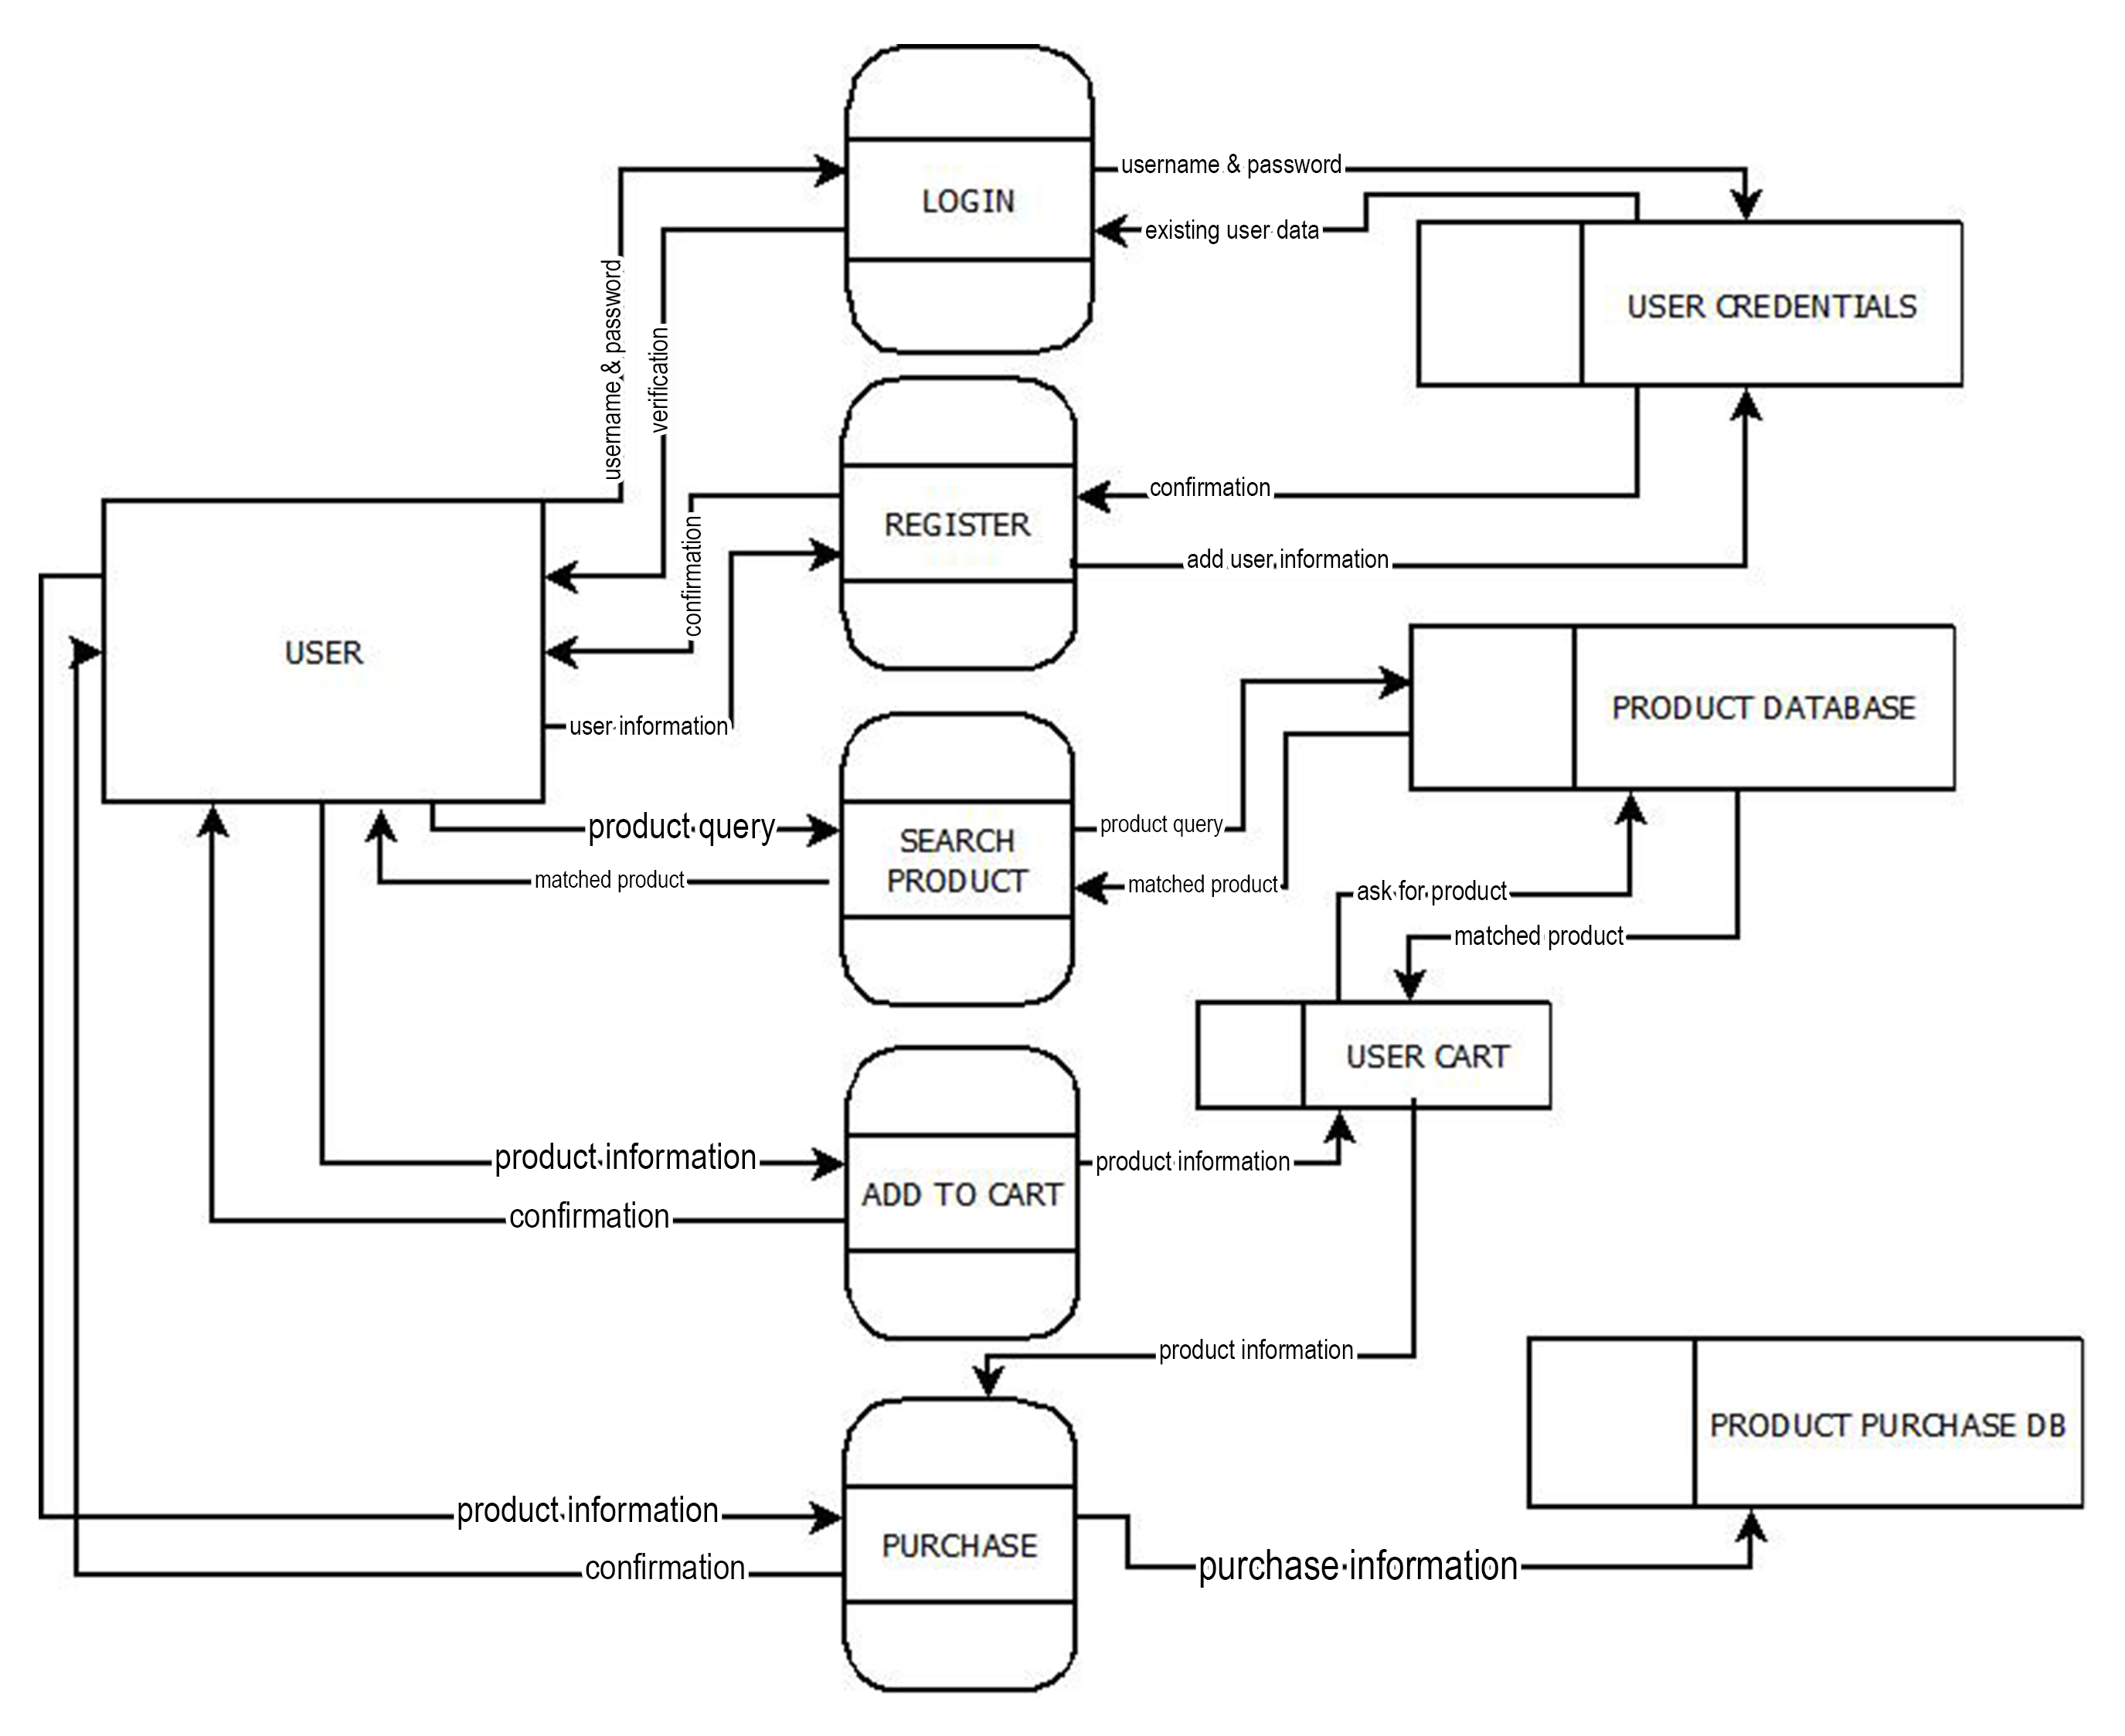 username & password
LOGIN
existing user data
USER CREDENTIALS
username & password
verification
confirmation
REGISTER
confirmation
add user information
USER
user information
PRODUCT DATABASE
product query
SEARCH
PRODUCT
product query
matched product
matched product
ask for product
matched product
USER CART
product information
ADD TO CART
product information
confirmation
product information
PRODUCT PURCHASE DB
product information
PURCHASE
confirmation
purchase information